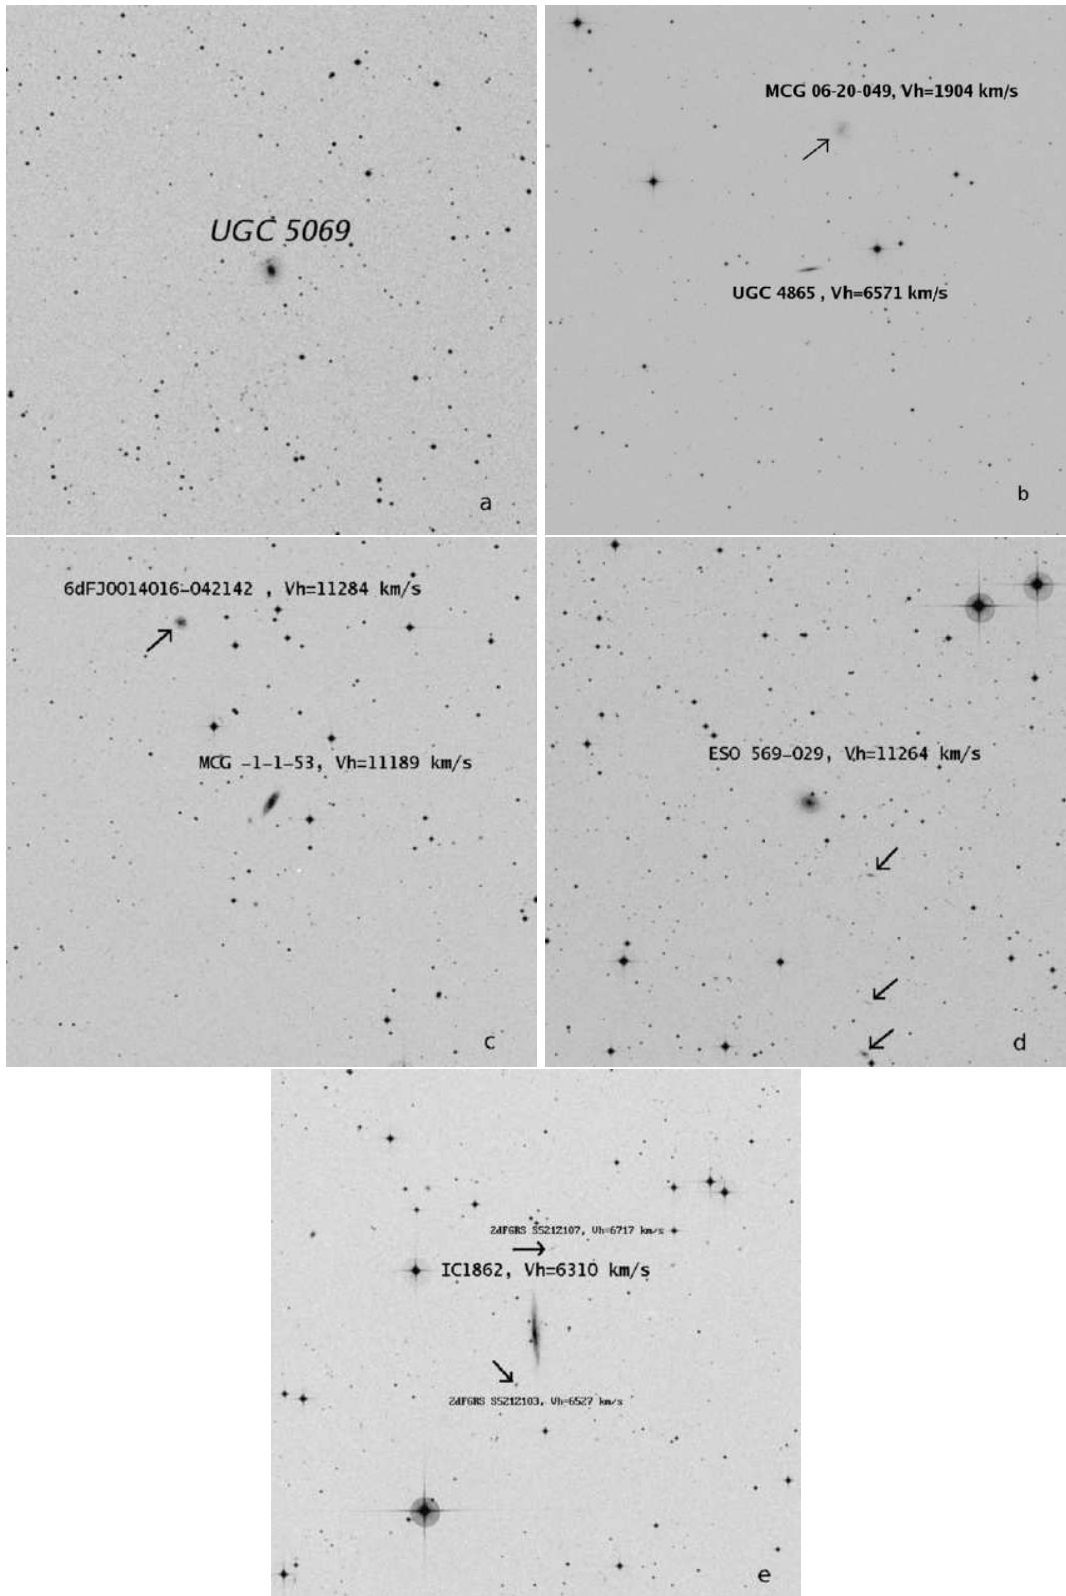 UGC 5069
a
MCG 06-20-049, Vh=1904 km/s
UGC 4865 , Vh=6571 km/s
b
6dFJ0014016-042142 , Vh=11284 km/s
MCG -1-1-53, Vh=11189 km/s
c
ESO 569-029, Vh=11264 km/s
d
2dFGRS S521Z107, Vh=6717 km/s
IC1862, Vh=6310 km/s
2dFGRS S521Z103, Vh=6527 km/s
e